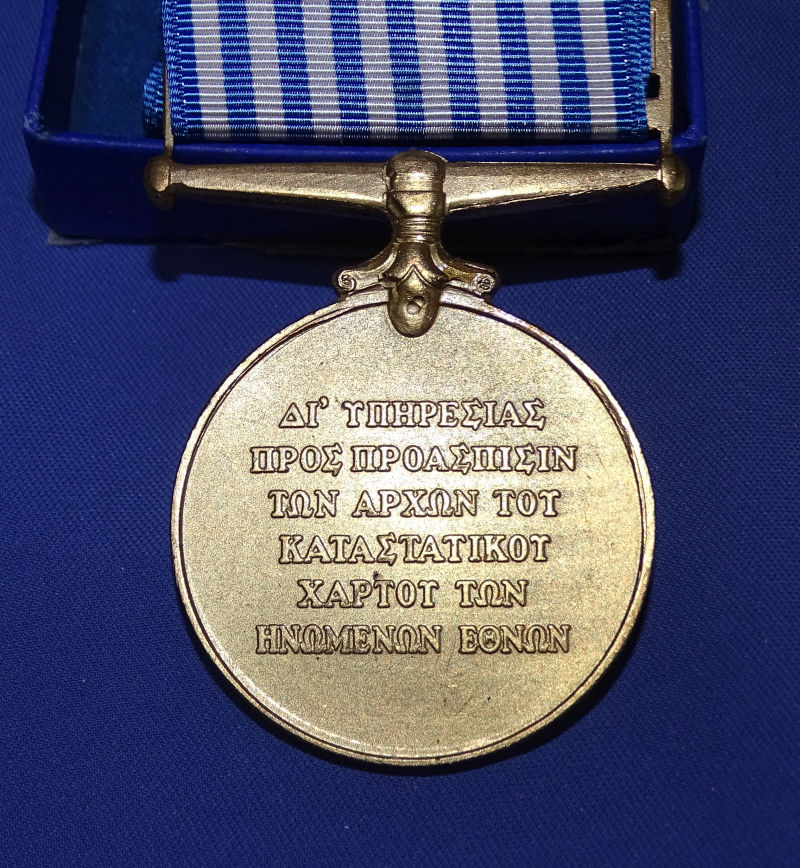 ΔΙ' ΥΠΗΡΕΣΙΑΣ
ΠΡΟΣ ΠΡΟΑΣΠΙΣΙΝ
ΤΩΝ ΑΡΧΩΝ ΤΟΥ
ΚΑΤΑΣΤΑΤΙΚΟΥ
ΧΑΡΤΟΥ ΤΩΝ
ΗΝΩΜΕΝΩΝ ΕΘΝΩΝ